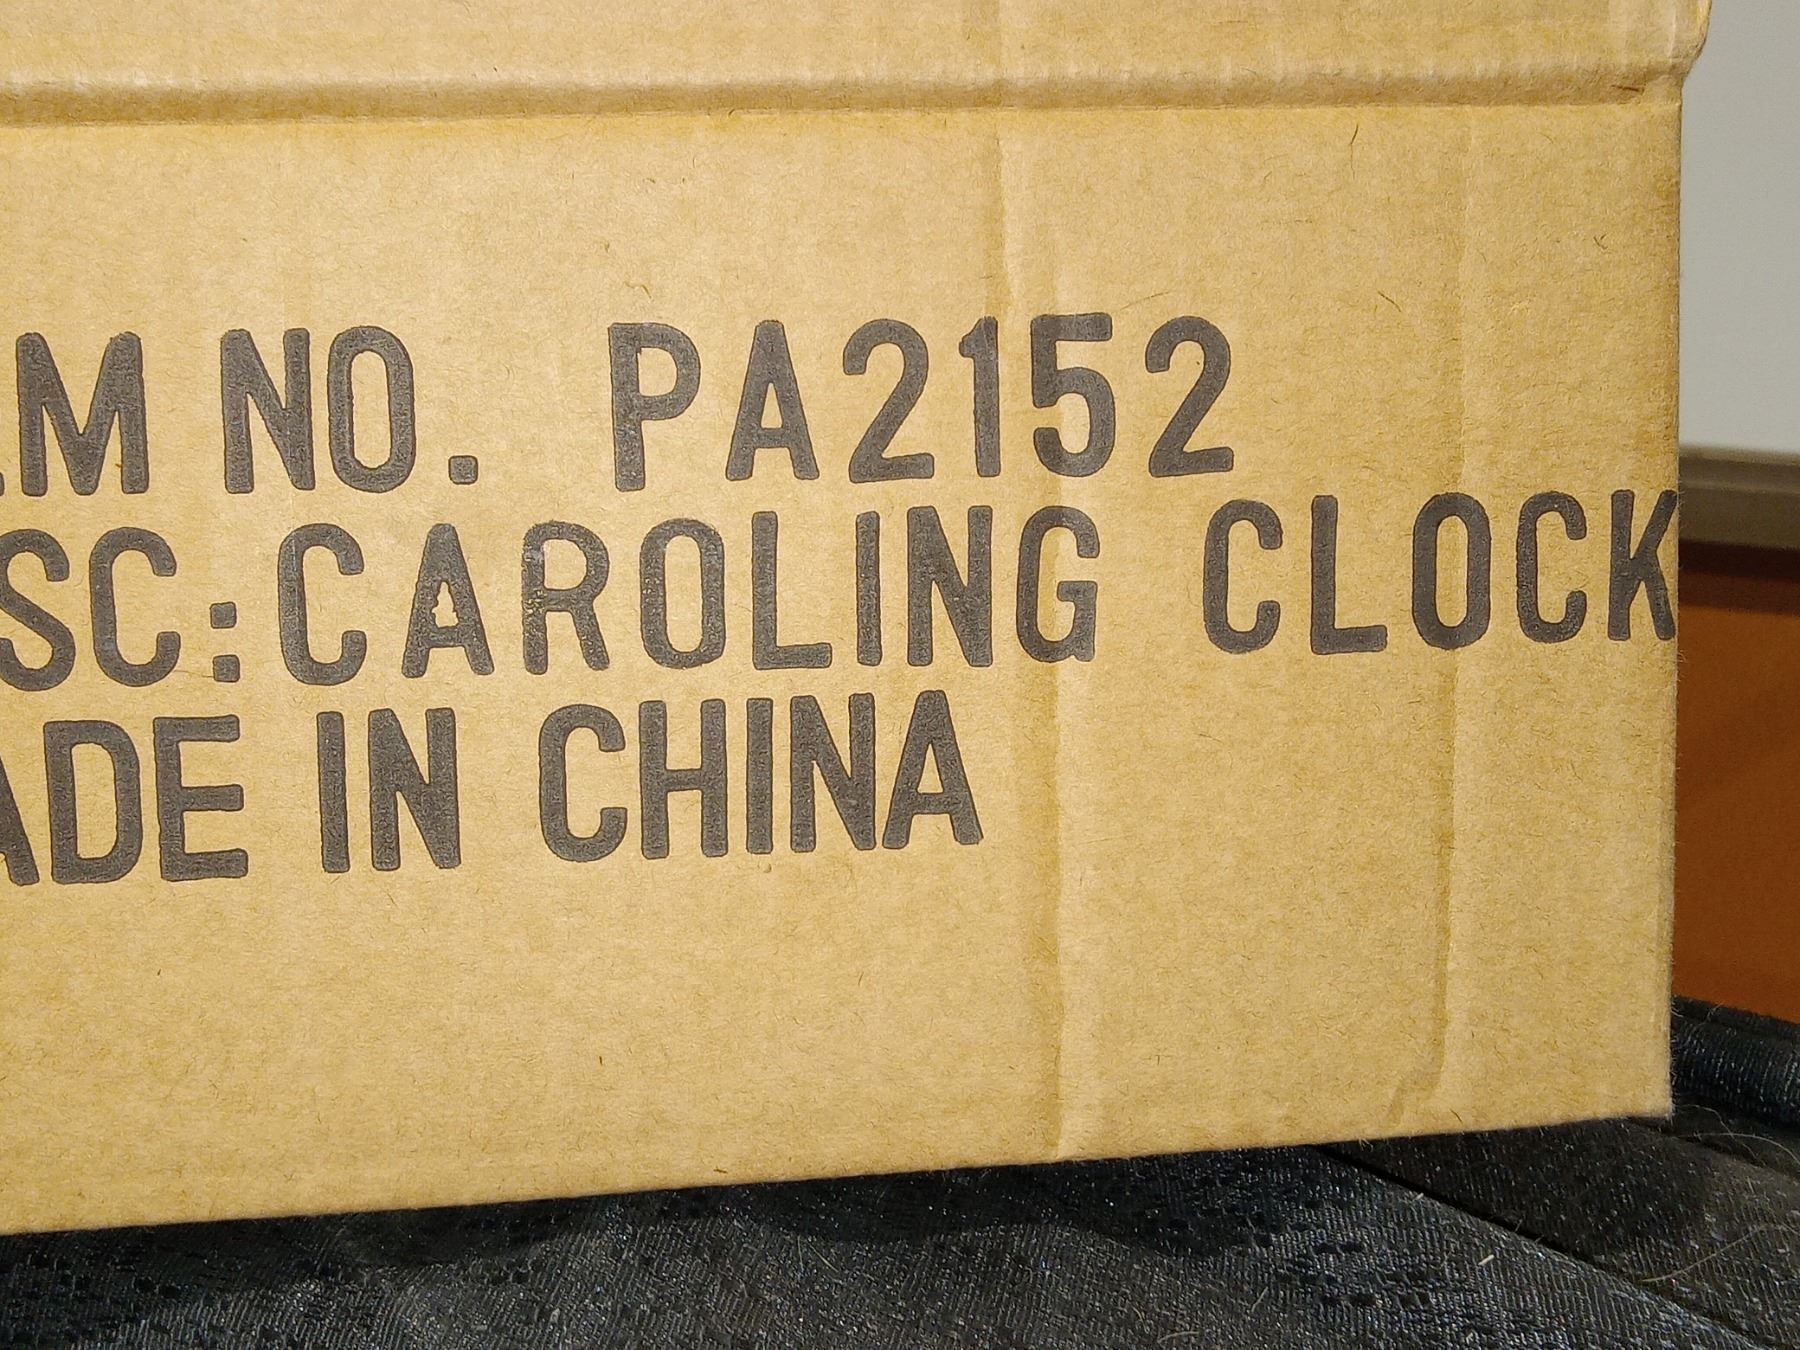 M NO. PA2152
SC:CAROLING CLOCK
ADE IN CHINA